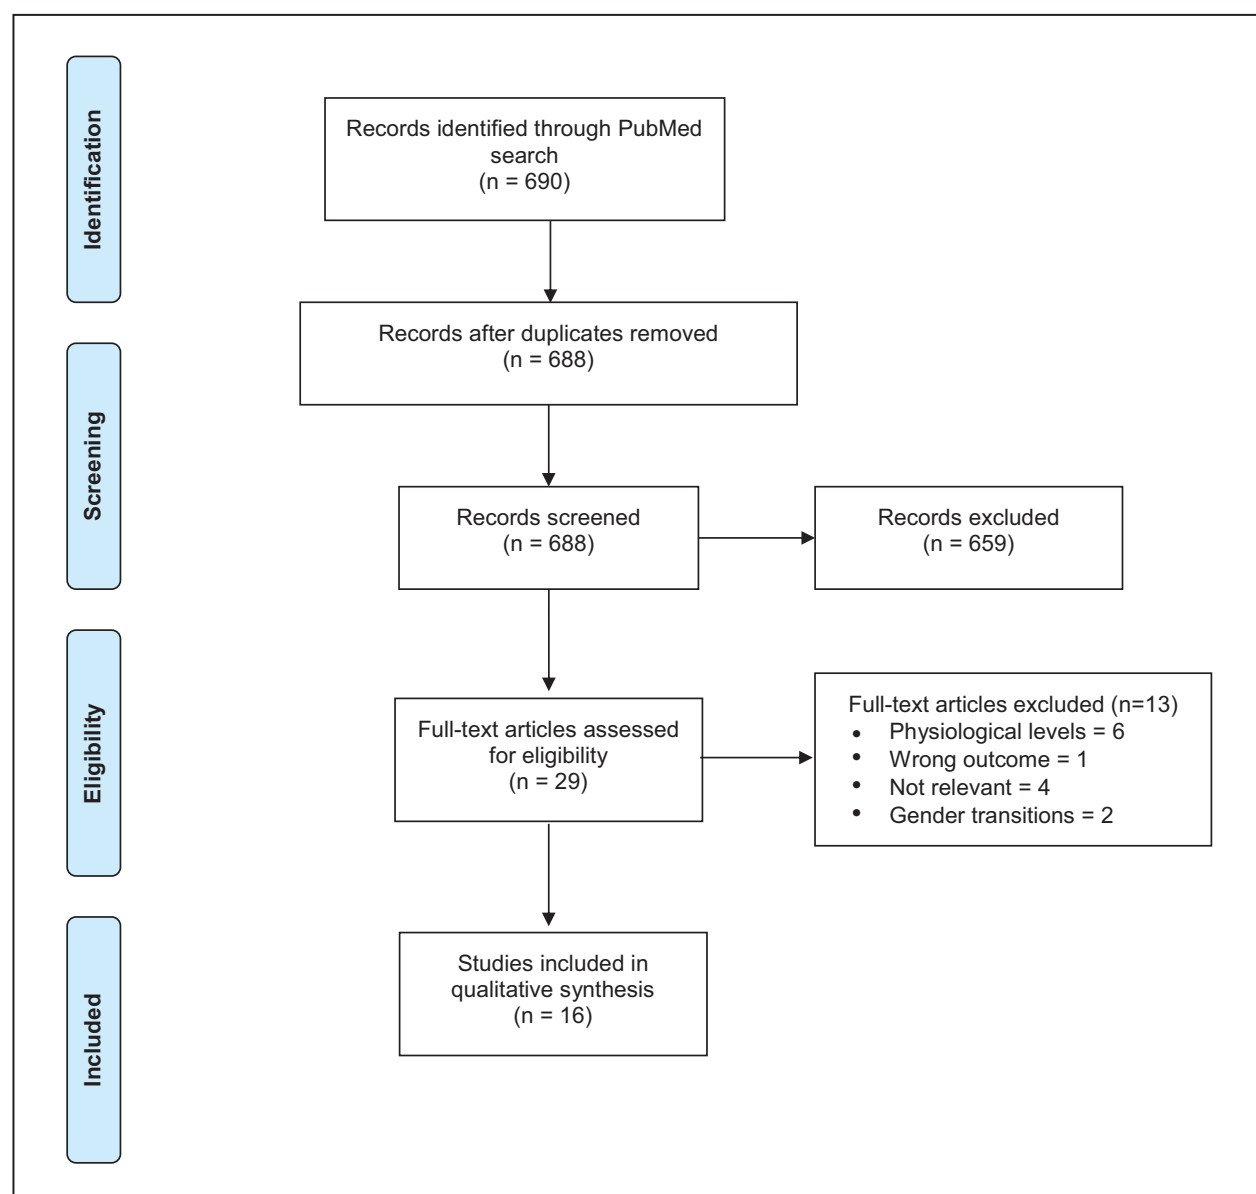 Identification
Records identified through PubMed
search
(n = 690)
Records after duplicates removed
(n = 688)
Screening
Records screened
(n = 688)
Records excluded
(n = 659)
Eligibility
Full-text articles assessed
for eligibility
(n = 29)
Full-text articles excluded (n=13)
• Physiological levels = 6
• Wrong outcome = 1
• Not relevant = 4
• Gender transitions = 2
Included
Studies included in
qualitative synthesis
(n = 16)